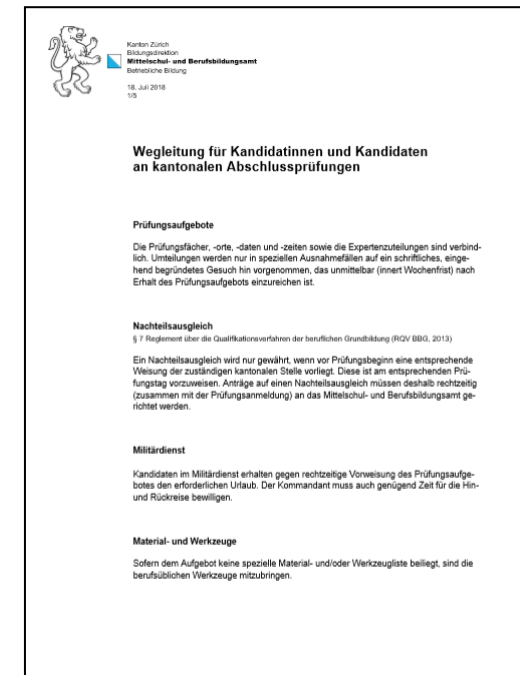 Kanton Zürich
Bildungsdirektion
Mittelschul- und Berufsbildungsamt
Betriebliche Bildung
18. Juli 2018
1/5
Wegleitung für Kandidatinnen und Kandidaten
an kantonalen Abschlussprüfungen
Prüfungsaufgebote
Die Prüfungsfächer, -orte, -daten und -zeiten sowie die Expertenzuteilungen sind verbind-
lich. Umteilungen werden nur in speziellen Ausnahmefällen auf ein schriftliches, einge-
hend begründetes Gesuch hin vorgenommen, das unmittelbar (innert Wochenfrist) nach
Erhalt des Prüfungsaufgebots einzureichen ist.
Nachteilsausgleich
§ 7 Reglement über die Qualifikationsverfahren der beruflichen Grundbildung (RQV BBG, 2013)
Ein Nachteilsausgleich wird nur gewährt, wenn vor Prüfungsbeginn eine entsprechende
Weisung der zuständigen kantonalen Stelle vorliegt. Diese ist am entsprechenden Prü-
fungstag vorzuweisen. Anträge auf einen Nachteilsausgleich müssen deshalb rechtzeitig
(zusammen mit der Prüfungsanmeldung) an das Mittelschul- und Berufsbildungsamt ge-
richtet werden.
Militärdienst
Kandidaten im Militärdienst erhalten gegen rechtzeitige Vorweisung des Prüfungsaufge-
botes den erforderlichen Urlaub. Der Kommandant muss auch genügend Zeit für die Hin-
und Rückreise bewilligen.
Material- und Werkzeuge
Sofern dem Aufgebot keine spezielle Material- und/oder Werkzeugliste beiliegt, sind die
berufsüblichen Werkzeuge mitzubringen.